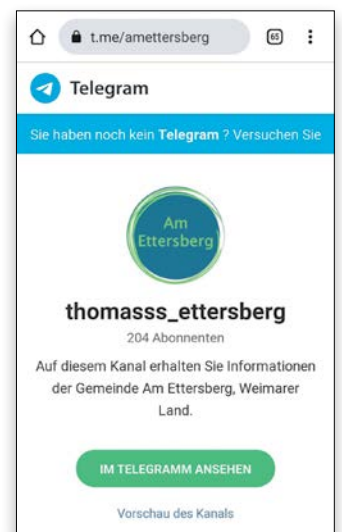 t.me/amettersberg
65
Telegram
Sie haben noch kein Telegram ? Versuchen Sie
Am
Ettersberg
thomasss_ettersberg
204 Abonnenten
Auf diesem Kanal erhalten Sie Informationen
der Gemeinde Am Ettersberg, Weimarer
Land.
IM TELEGRAMM ANSEHEN
Vorschau des Kanals